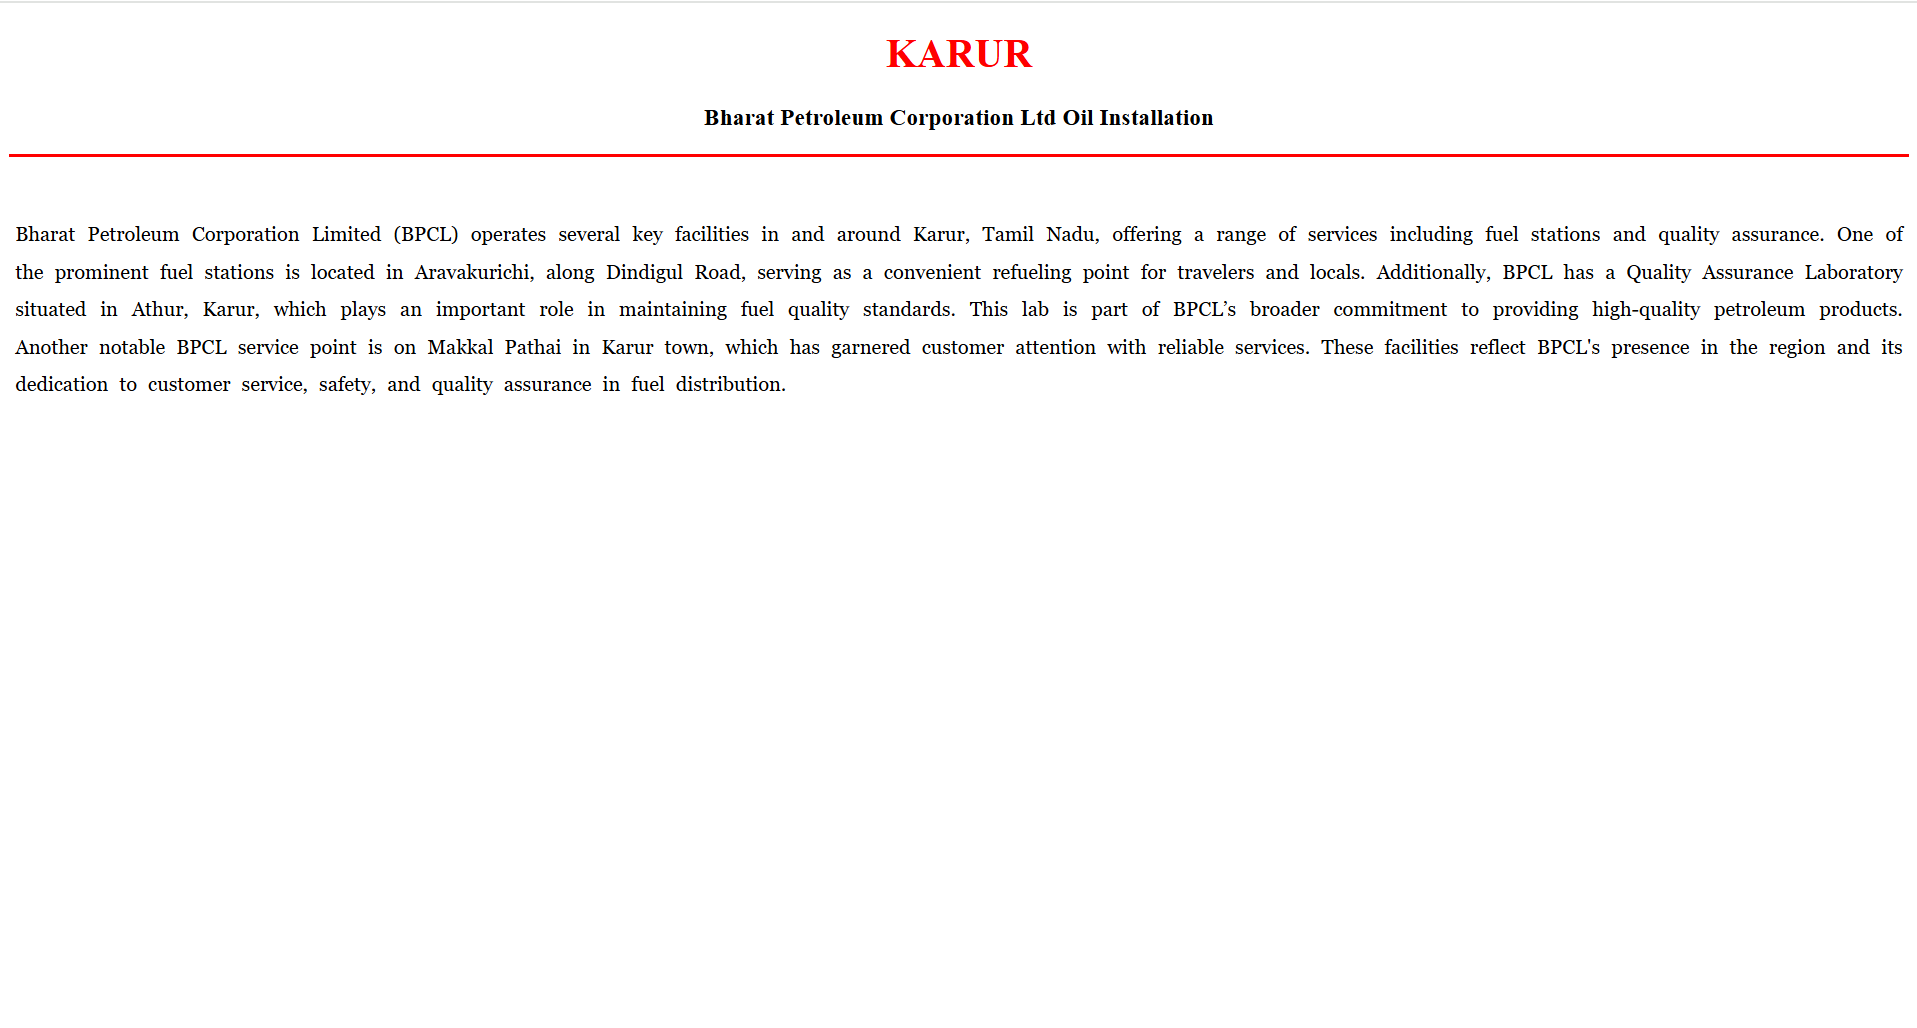 KARUR
Bharat Petroleum Corporation Ltd Oil Installation
Bharat Petroleum Corporation Limited (BPCL) operates several key facilities in and around Karur, Tamil Nadu, offering a range of services including fuel stations and quality assurance. One of
the prominent fuel stations is located in Aravakurichi, along Dindigul Road, serving as a convenient refueling point for travelers and locals. Additionally, BPCL has a Quality Assurance Laboratory
situated in Athur, Karur, which plays an important role in maintaining fuel quality standards. This lab is part of BPCL’s broader commitment to providing high-quality petroleum products.
Another notable BPCL service point is on Makkal Pathai in Karur town, which has garnered customer attention with reliable services. These facilities reflect BPCL's presence in the region and its
dedication to customer service, safety, and quality assurance in fuel distribution.